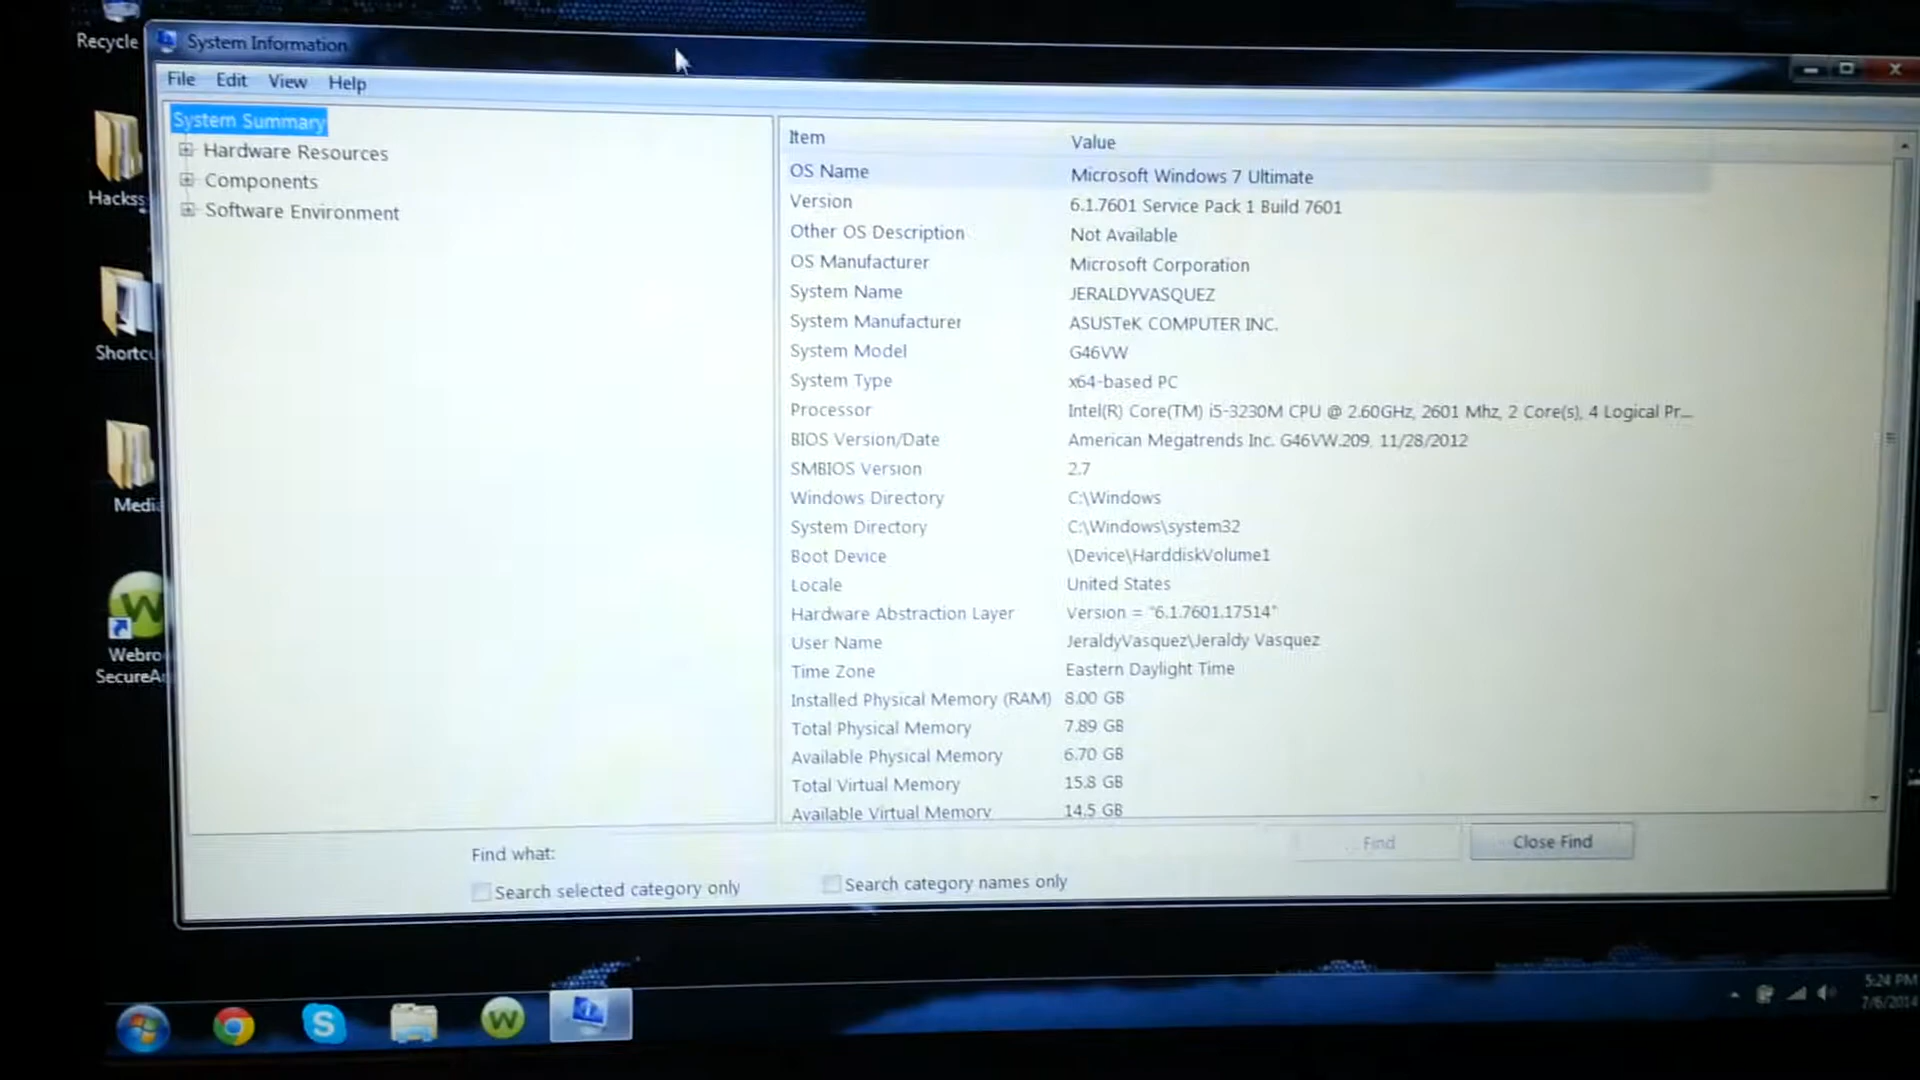 Recycle
System Information
File Edit View Help
System Summary
Hardware Resources
Components
Software Environment
Item Value
OS Name Microsoft Windows 7 Ultimate
Version 6.1.7601 Service Pack 1 Build 7601
Other OS Description Not Available
OS Manufacturer Microsoft Corporation
System Name JERALDYVASQUEZ
System Manufacturer ASUSTeK COMPUTER INC.
System Model G46VW
System Type x64-based PC
Processor Intel(R) Core(TM) i5-3230M CPU @ 2.60GHz, 2601 Mhz, 2 Core(s), 4 Logical Pr...
BIOS Version/Date American Megatrends Inc. G46VW.209, 11/28/2012
SMBIOS Version 2.7
Windows Directory C:\Windows
System Directory C:\Windows\system32
Boot Device \Device\HarddiskVolume1
Locale United States
Hardware Abstraction Layer Version = "6.1.7601.17514"
User Name JeraldyVasquez\Jeraldy Vasquez
Time Zone Eastern Daylight Time
Installed Physical Memory (RAM) 8.00 GB
Total Physical Memory 7.89 GB
Available Physical Memory 6.70 GB
Total Virtual Memory 15.8 GB
Available Virtual Memory 14.5 GB
Find what:
Find
Close Find
Search selected category only
Search category names only
Hackss
Shortcu
Media
W
Webro
SecureA
S
W
5:24 PM
7/6/2014